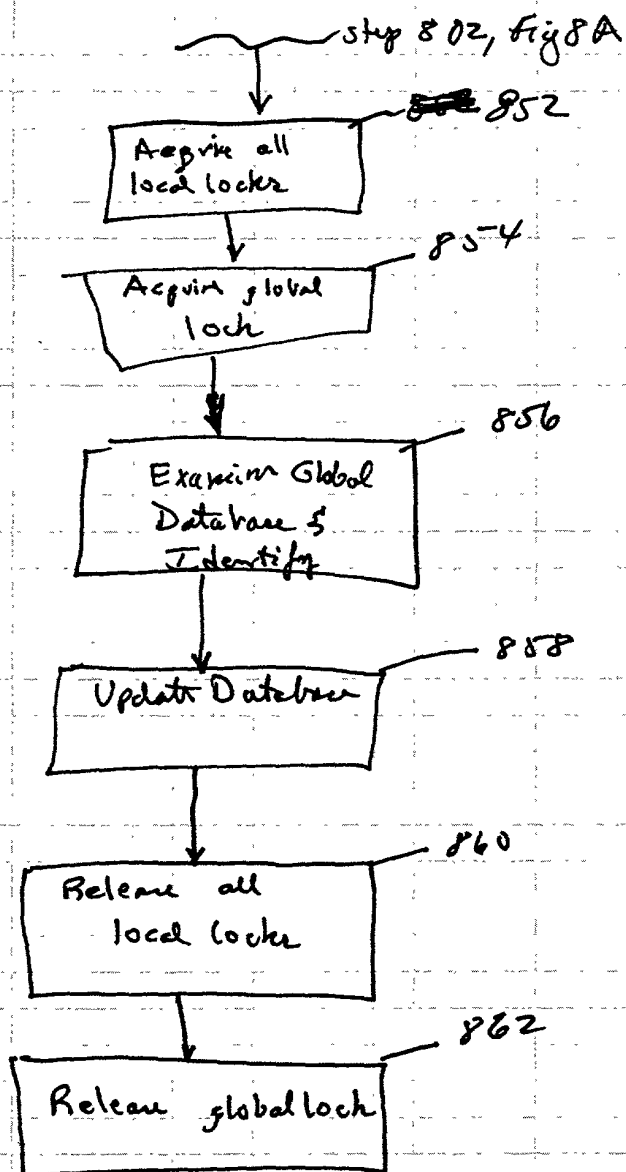 step 802, Fig 8A
852
Acquire all
local locks
854
Acquire global
lock
856
Examine Global
Database &
Identify
858
Update Database
860
Release all
local locks
862
Release global lock